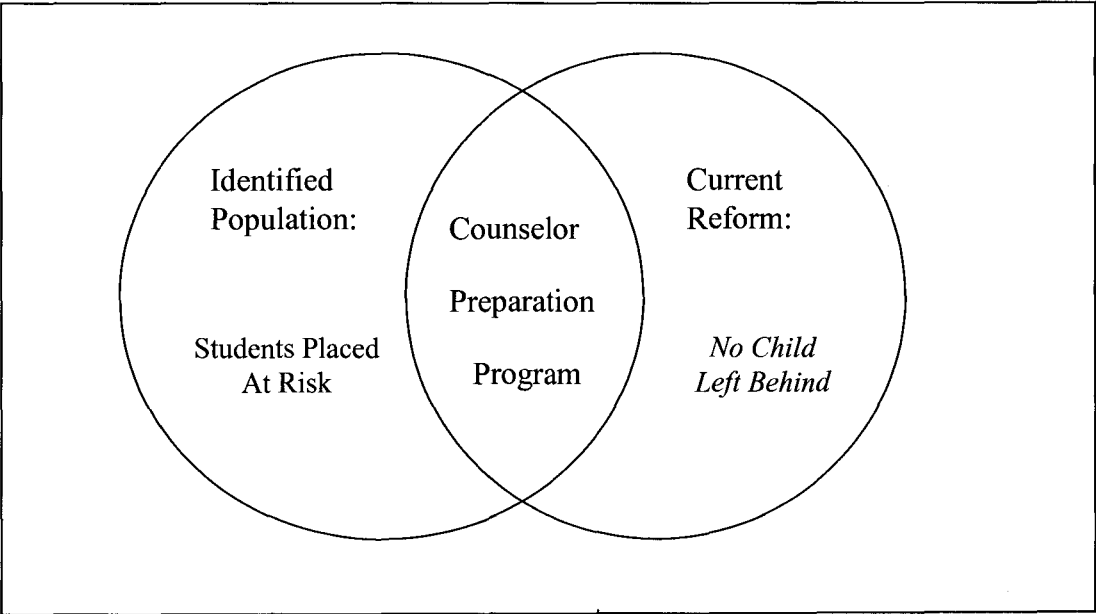 Identified
Population:
Students Placed
At Risk
Counselor
Preparation
Program
Current
Reform:
No Child
Left Behind